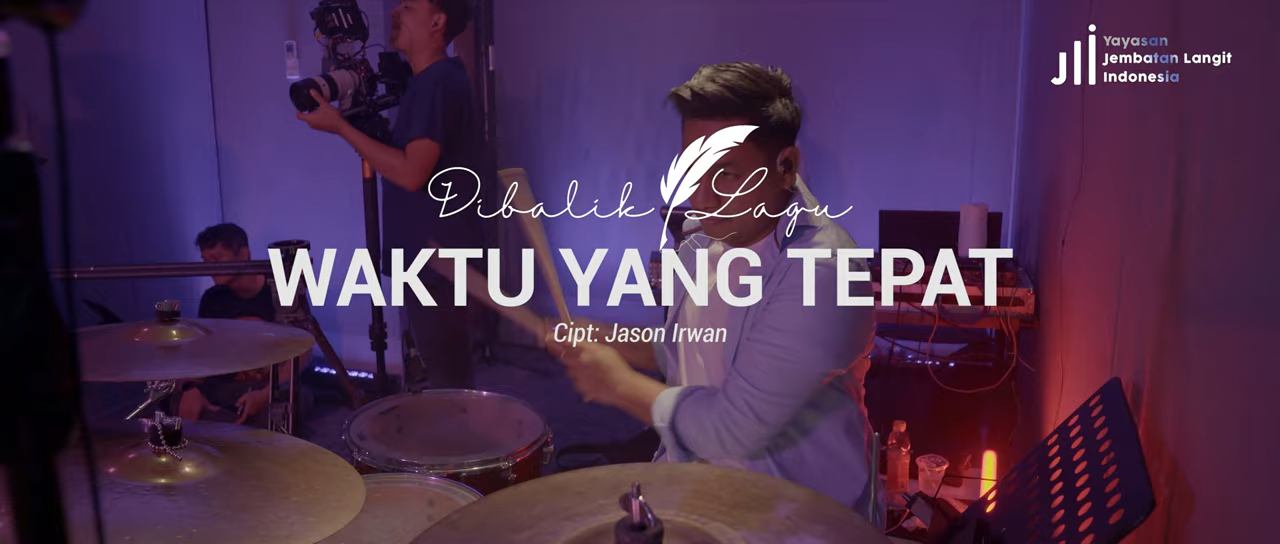 Yayasan
Jembatan Langit
Indonesia
Dibalik Lagu
WAKTU YANG TEPAT
Cipt: Jason Irwan